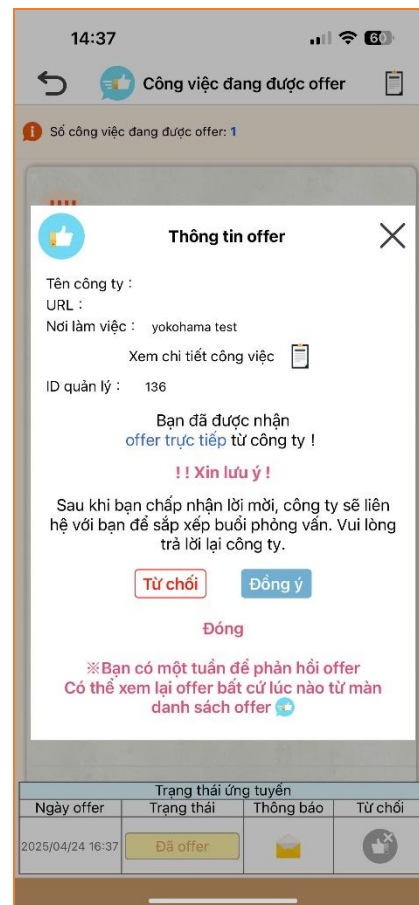 14:37
60
Công việc đang được offer
Số công việc đang được offer: 1
Thông tin offer
Tên công ty :
URL :
Nơi làm việc : yokohama test
Xem chi tiết công việc
ID quản lý : 136
Bạn đã được nhận
offer trực tiếp từ công ty !
!! Xin lưu ý !
Sau khi bạn chấp nhận lời mời, công ty sẽ liên
hệ với bạn để sắp xếp buổi phỏng vấn. Vui lòng
trả lời lại công ty.
Từ chối Đồng ý
Đóng
※Bạn có một tuần để phản hồi offer
Có thể xem lại offer bất cứ lúc nào từ màn
danh sách offer
Trạng thái ứng tuyển
Ngày offer Trạng thái Thông báo Từ chối
2025/04/24 16:37 Đã offer